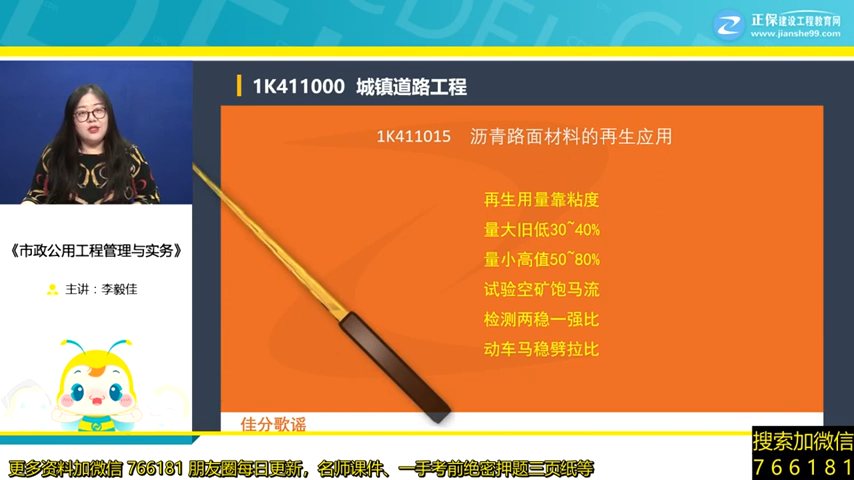 正保建设工程教育网
www.jianshe99.com
1K411000 城镇道路工程
1K411015 沥青路面材料的再生应用
再生用量靠粘度
量大旧低30~40%
量小高值50~80%
试验空矿饱马流
检测两稳一强比
动车马稳劈拉比
《市政公用工程管理与实务》
主讲：李毅佳
佳分歌谣
更多资料加微信 766181 朋友圈每日更新，名师课件、一手考前绝密押题三页纸等
搜索加微信
766181